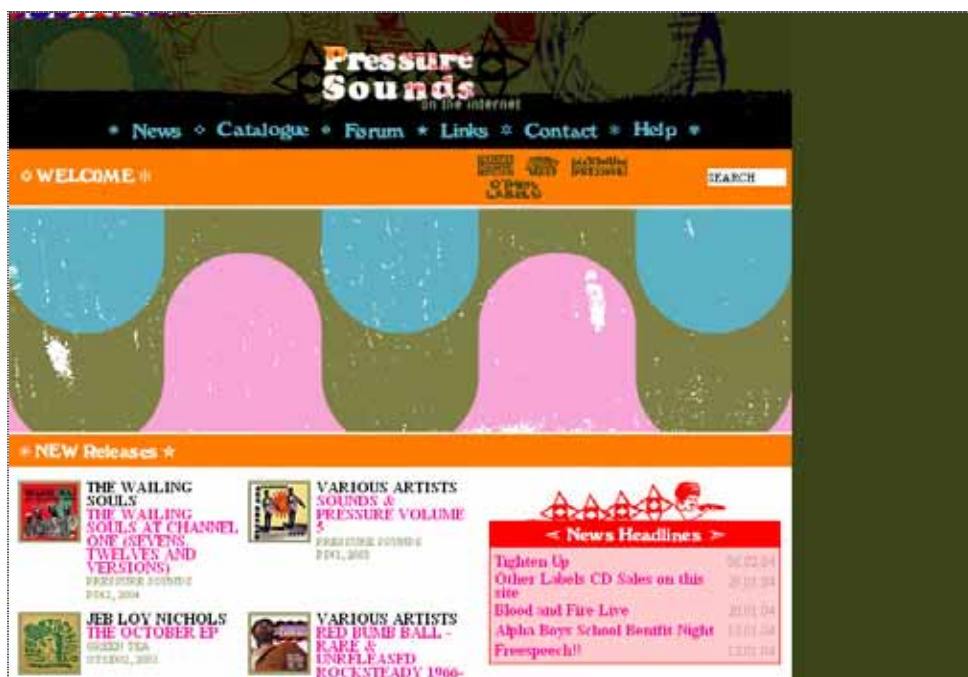 Pressure
Sounds
on the internet
News Catalogue Forum Links Contact Help
WELCOME
SEARCH
NEW Releases
THE WAILING
SOULS
THE WAILING
SOULS AT CHANNEL
ONE (SEVENS,
TWELVES AND
VERSIONS)
PRESSURE SOUNDS
VARIOUS ARTISTS
SOUNDS &
PRESSURE VOLUME
5
PRESSURE SOUNDS
JEB LOY NICHOLS
THE OCTOBER EP
GREEN TEA
VARIOUS ARTISTS
RED BUMB BALL -
RARE &
UNRELEASED
ROCKSTEADY 1966-
News Headlines
Tighten Up
Other Labels CD Sales on this
site
Blood and Fire Live
Alpha Boys School Benifit Night
Freespeech!!